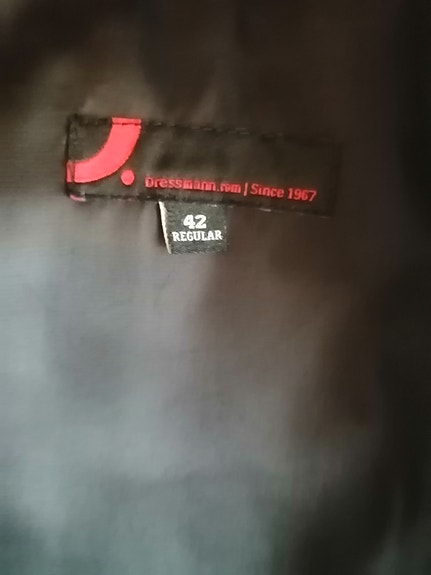 Dressmann.com | Since 1967
42
REGULAR